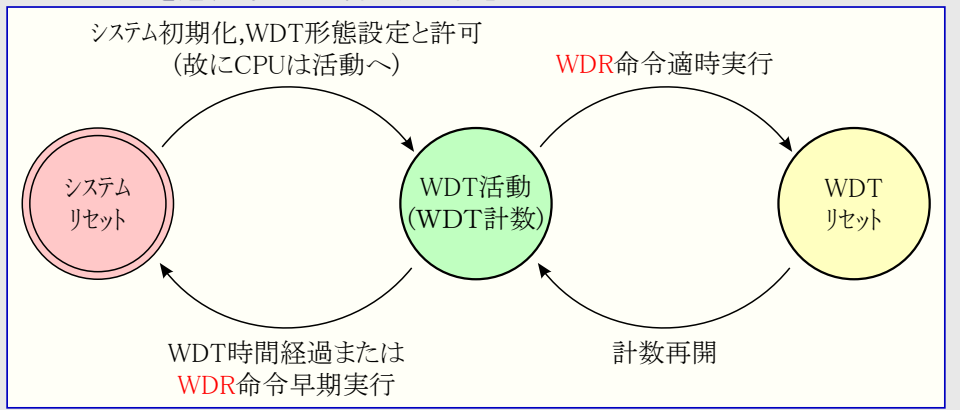 システム初期化,WDT形態設定と許可
(故にCPUは活動へ)
WDR命令適時実行
システム
リセット
WDT活動
(WDT計数)
WDT
リセット
WDT時間経過または
WDR命令早期実行
計数再開